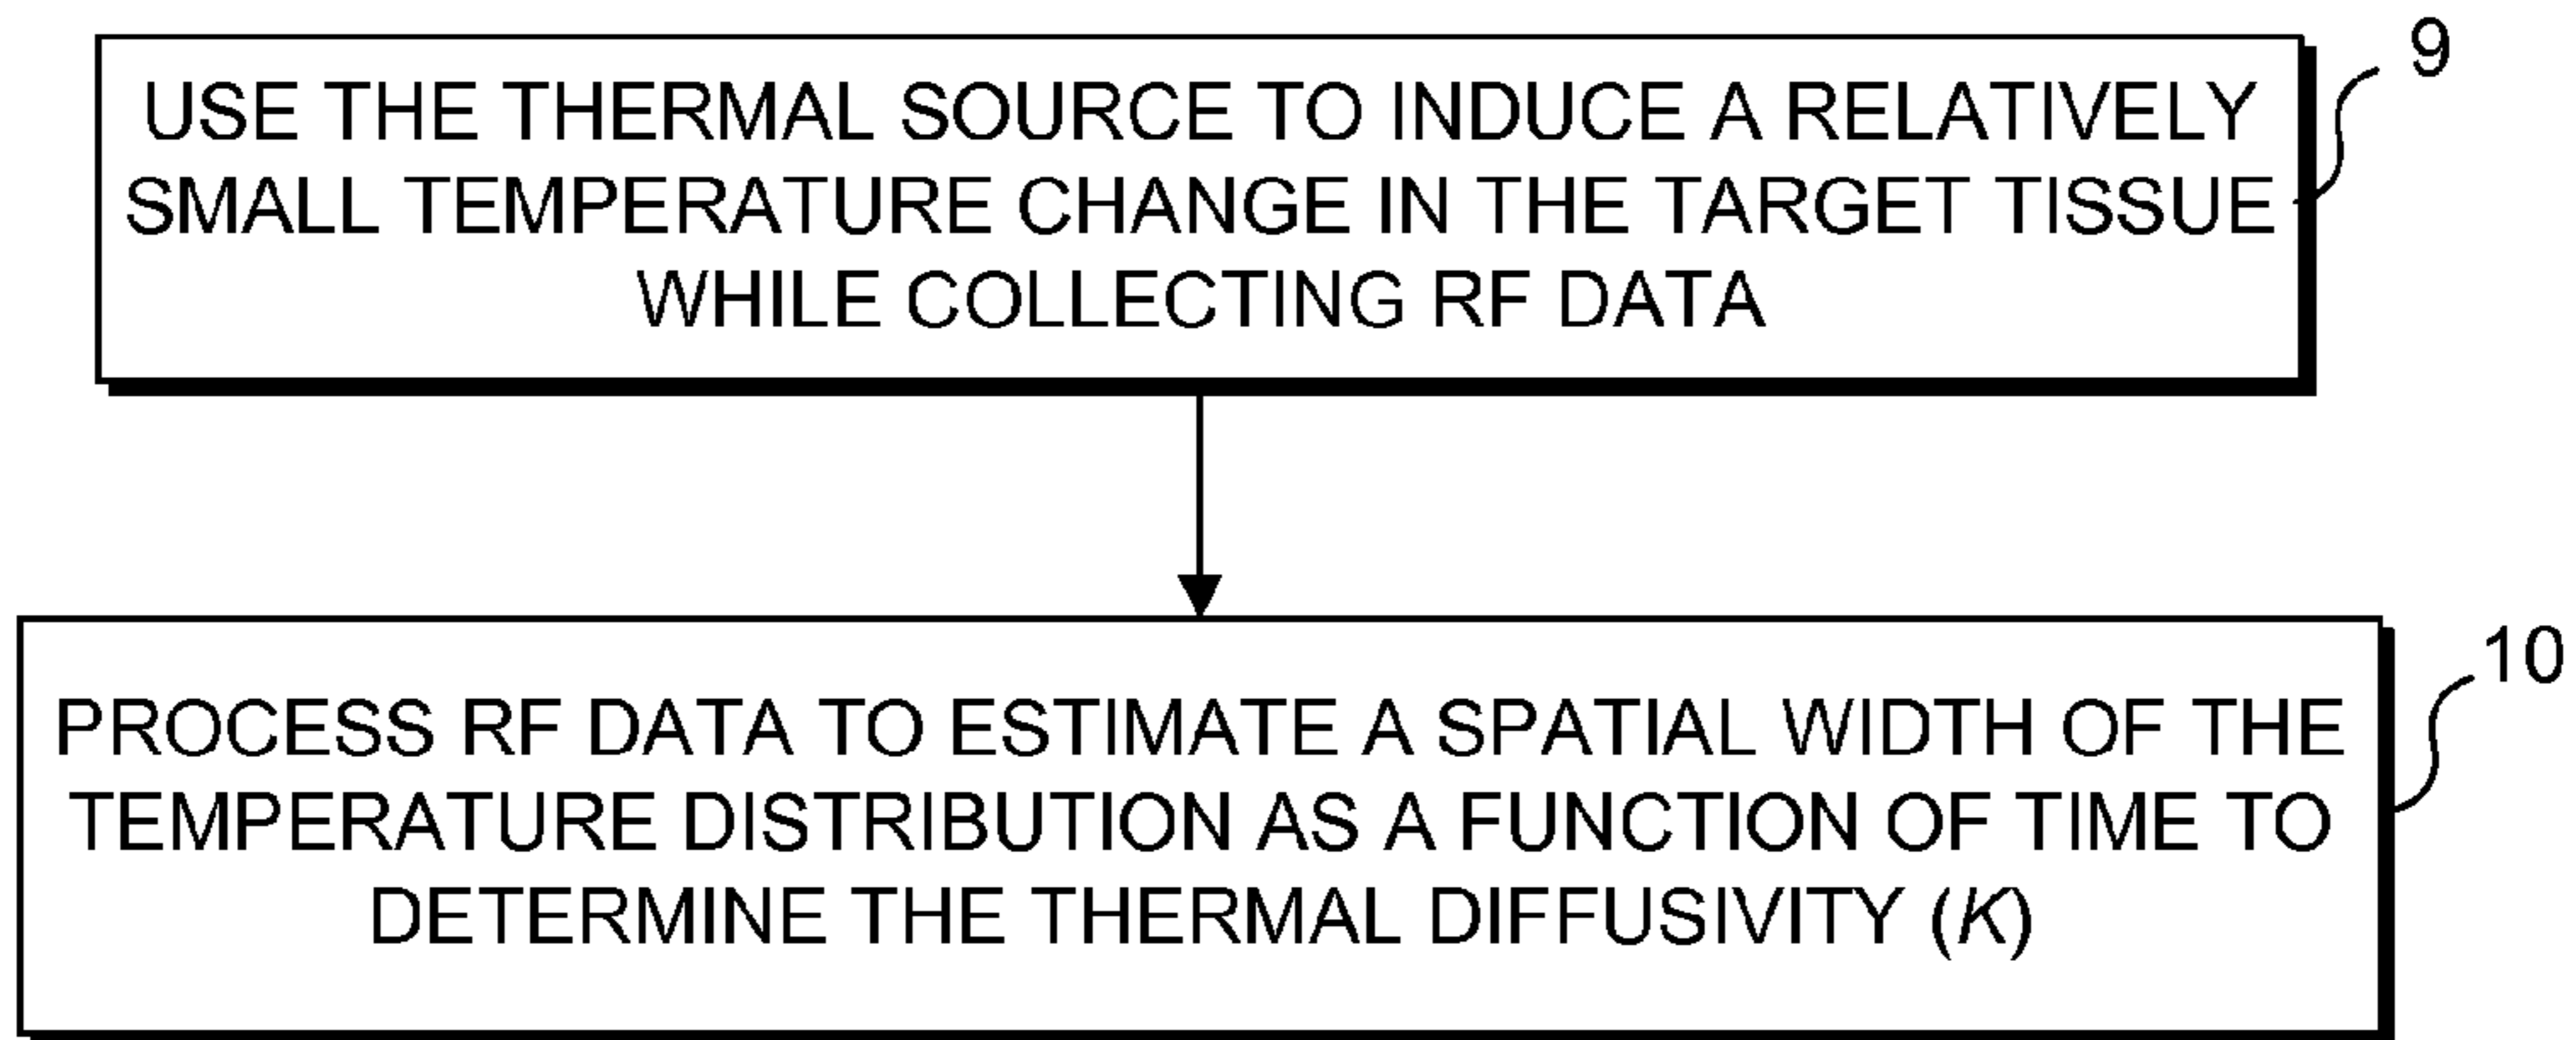 USE THE THERMAL SOURCE TO INDUCE A RELATIVELY
SMALL TEMPERATURE CHANGE IN THE TARGET TISSUE
WHILE COLLECTING RF DATA
9
PROCESS RF DATA TO ESTIMATE A SPATIAL WIDTH OF THE
TEMPERATURE DISTRIBUTION AS A FUNCTION OF TIME TO
DETERMINE THE THERMAL DIFFUSIVITY (K)
10